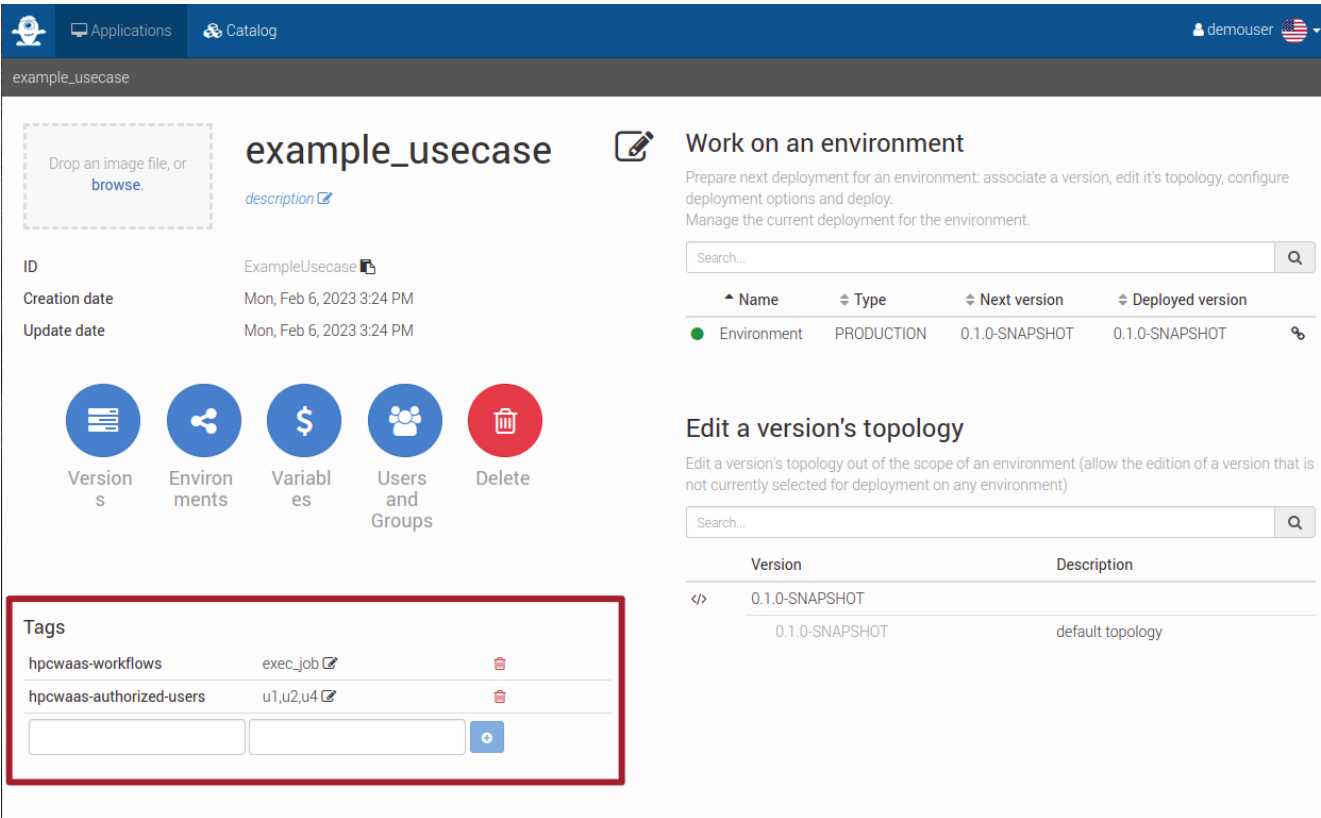 Applications Catalog demouser
example_usecase
Drop an image file, or
browse.
example_usecase
description
ID ExampleUsecase
Creation date Mon, Feb 6, 2023 3:24 PM
Update date Mon, Feb 6, 2023 3:24 PM
Version
s
Environ
ments
Variabl
es
Users
and
Groups
Delete
Tags
hpcwaas-workflows exec_job
hpcwaas-authorized-users u1,u2,u4
Work on an environment
Prepare next deployment for an environment: associate a version, edit it's topology, configure
deployment options and deploy.
Manage the current deployment for the environment.
Search...
Name Type Next version Deployed version
Environment PRODUCTION 0.1.0-SNAPSHOT 0.1.0-SNAPSHOT
Edit a version's topology
Edit a version's topology out of the scope of an environment (allow the edition of a version that is
not currently selected for deployment on any environment)
Search...
Version Description
0.1.0-SNAPSHOT
0.1.0-SNAPSHOT default topology